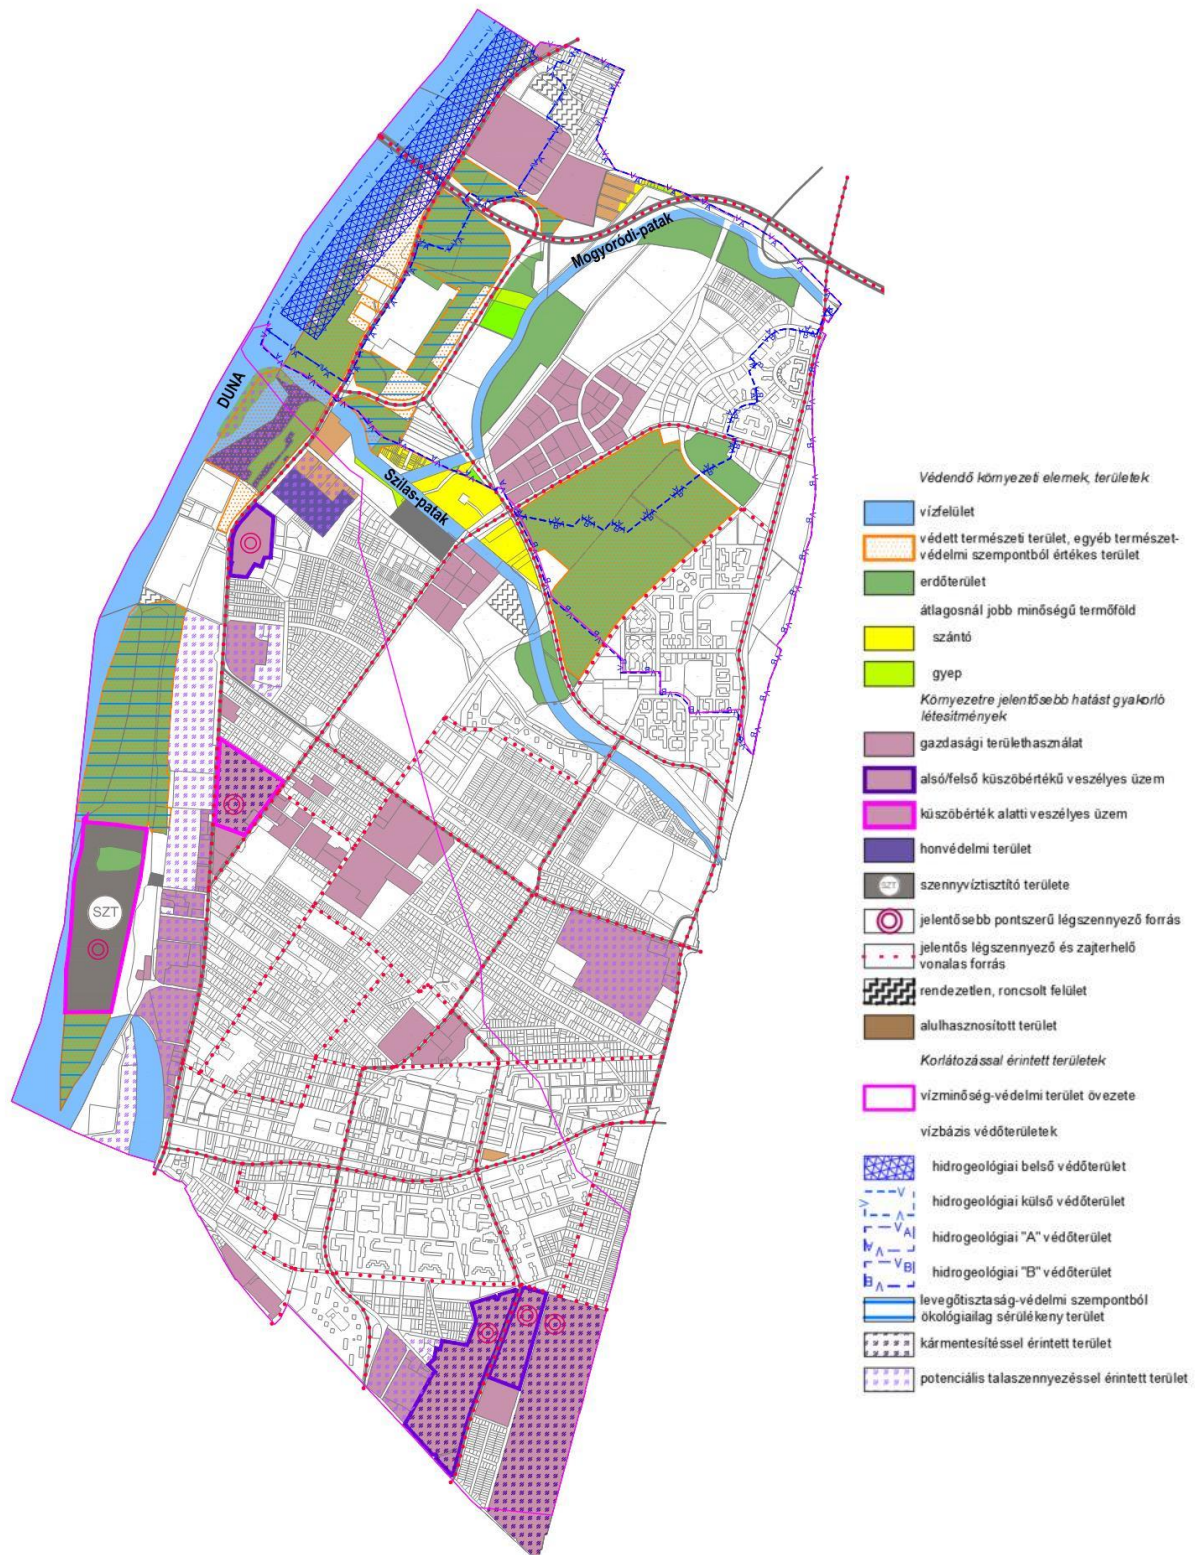 Mogyoródi-patak
DUNA
Szilas-patak
SZT
Védendő környezeti elemek, területek
vízfelület
védett természeti terület, egyéb természet-
védelmi szempontból értékes terület
erdőterület
átlagosnál jobb minőségű termőföld
szántó
gyep
Környezetre jelentősebb hatást gyakorló
létesítmények
gazdasági területhasználat
alsó/felső küszöbértékű veszélyes üzem
küszöbérték alatti veszélyes üzem
honvédelmi terület
SZT szennyvíztisztító területe
jelentősebb pontszerű légszennyező forrás
jelentős légszennyező és zajterhelő
vonalas forrás
rendezetlen, roncsolt felület
alulhasznosított terület
Korlátozással érintett területek
vízminőség-védelmi terület övezete
vízbázis védőterületek
hidrogeológiai belső védőterület
hidrogeológiai külső védőterület
hidrogeológiai "A" védőterület
hidrogeológiai "B" védőterület
levegőtisztaság-védelmi szempontból
ökológiailag sérülékeny terület
kármentesítéssel érintett terület
potenciális talaszennyezéssel érintett terület